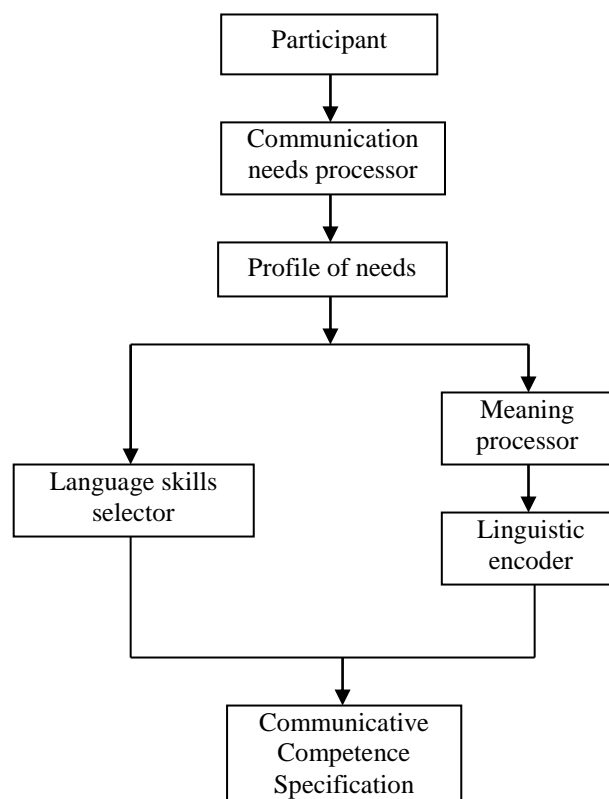 Participant
Communication
needs processor
Profile of needs
Meaning
processor
Language skills
selector
Linguistic
encoder
Communicative
Competence
Specification